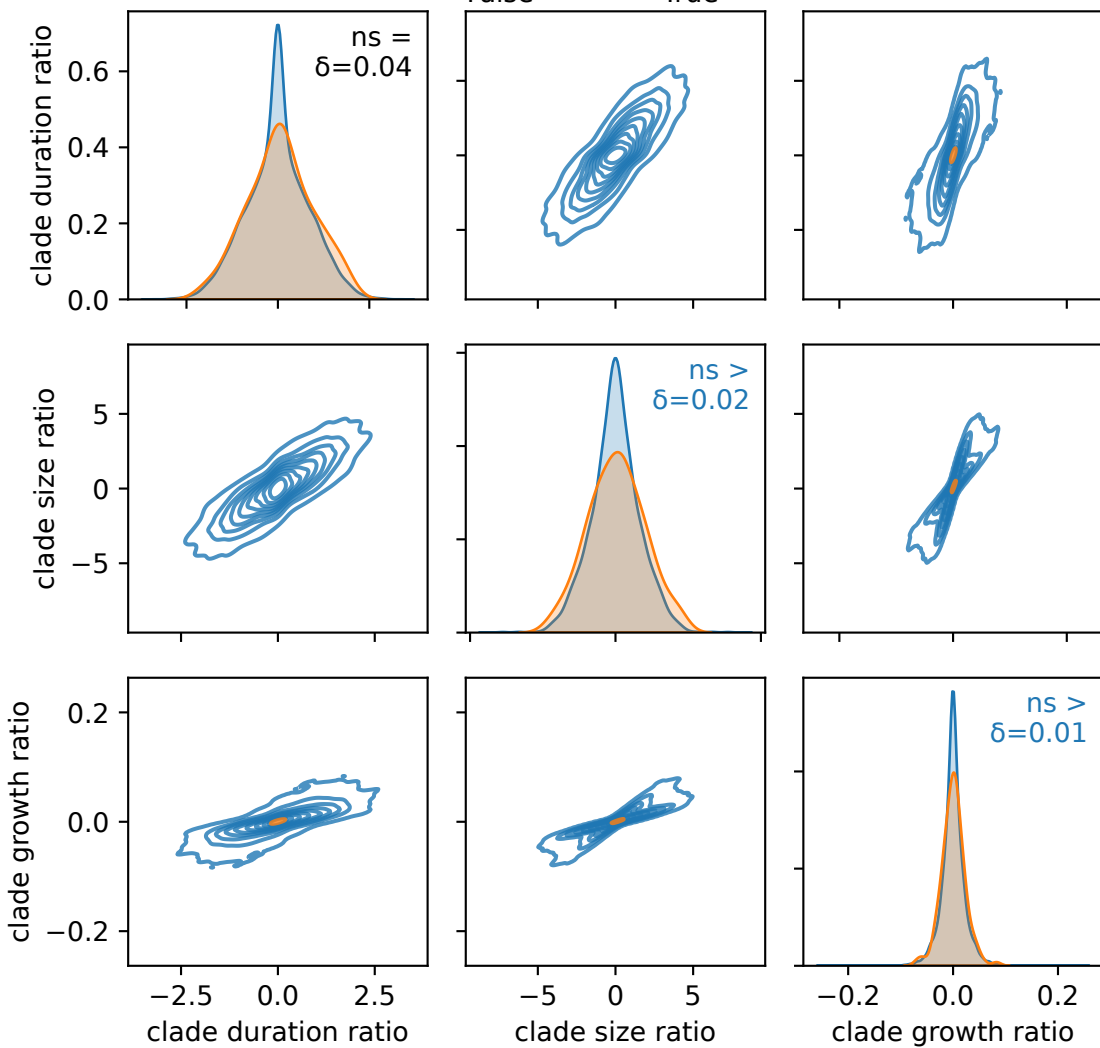 clade duration ratio
0.6
0.4
0.2
0.0
ns =
δ=0.04
clade size ratio
5
0
−5
ns >
δ=0.02
clade growth ratio
0.2
0.0
−0.2
ns >
δ=0.01
−2.5 0.0 2.5
clade duration ratio
−5 0 5
clade size ratio
−0.2 0.0 0.2
clade growth ratio